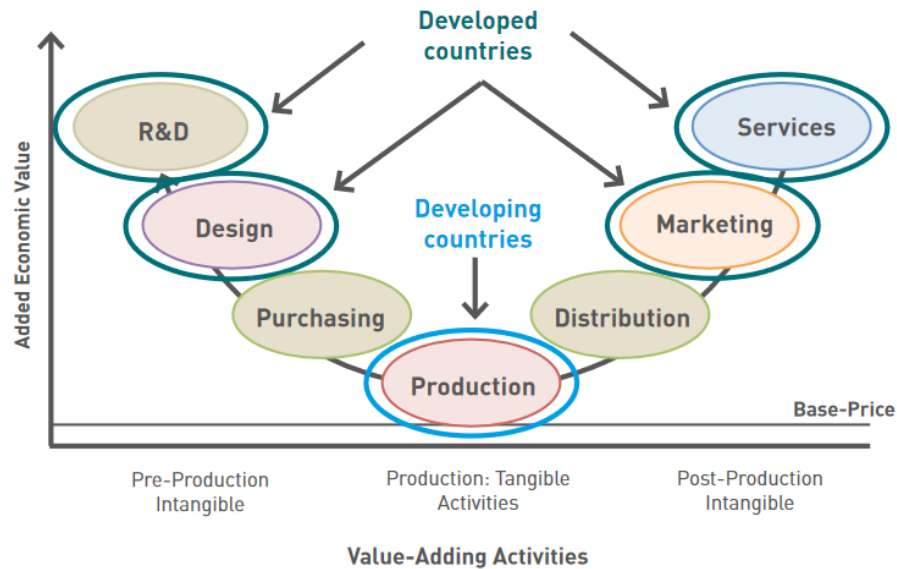 Developed
countries
R&D
Services
Design
Marketing
Developing
countries
Purchasing
Distribution
Production
Base-Price
Added Economic Value
Pre-Production
Intangible
Production: Tangible
Activities
Post-Production
Intangible
Value-Adding Activities